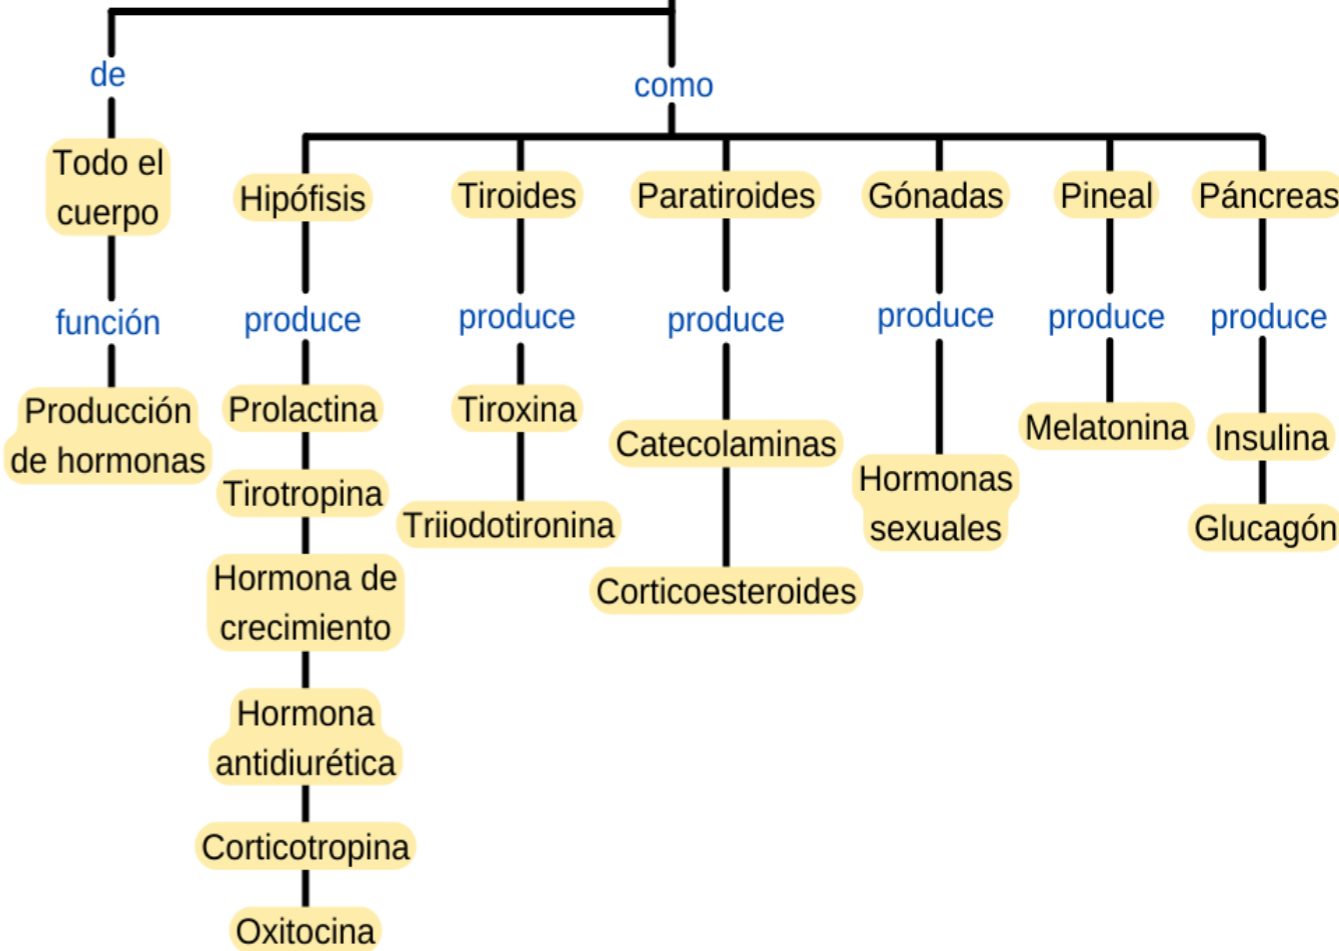 de
como
Todo el
cuerpo
Hipófisis
Tiroides
Paratiroides
Gónadas
Pineal
Páncreas
función
produce
produce
produce
produce
produce
produce
Producción
de hormonas
Prolactina
Tirotropina
Hormona de
crecimiento
Hormona
antidiurética
Corticotropina
Oxitocina
Tiroxina
Triiodotironina
Catecolaminas
Corticoesteroides
Hormonas
sexuales
Melatonina
Insulina
Glucagón